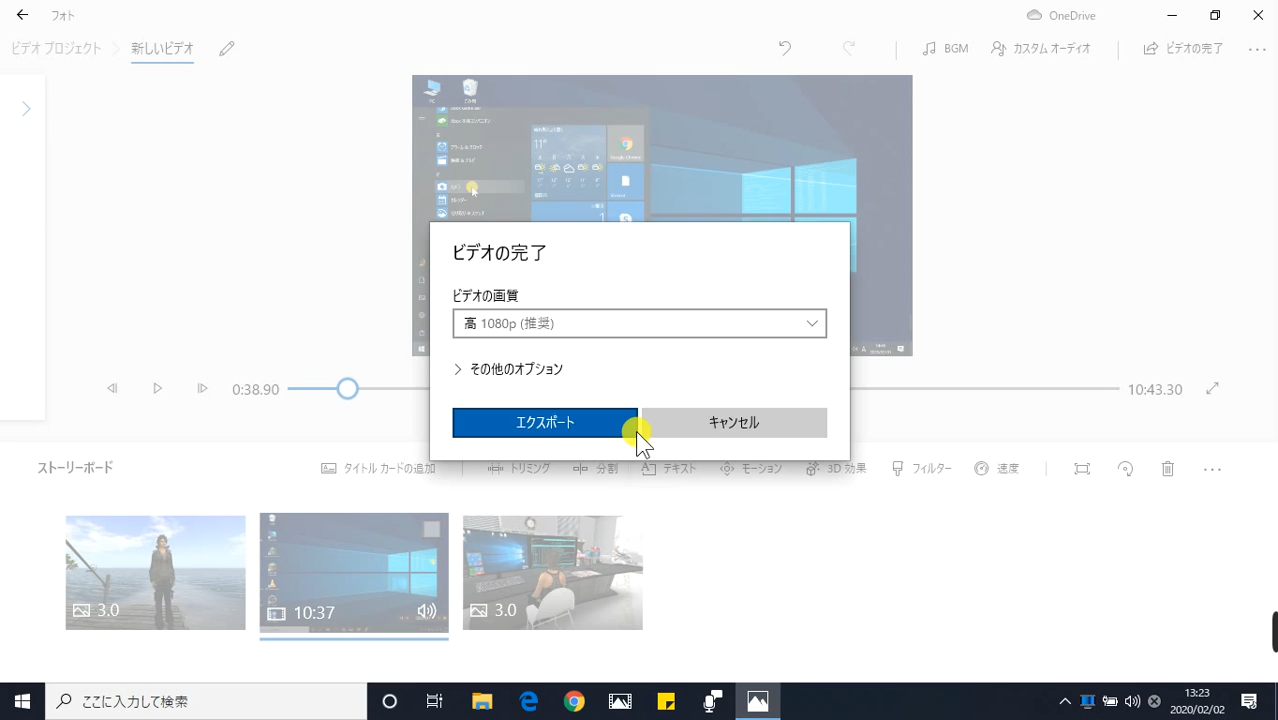 フォト
OneDrive
ビデオ プロジェクト
新しいビデオ
BGM
カスタム オーディオ
ビデオの完了
PC
ごみ箱
11°
Google Chrome
ビデオの完了
ビデオの画質
高 1080p (推奨)
その他のオプション
エクスポート
キャンセル
0:38.90
10:43.30
ストーリーボード
タイトル カードの追加
トリミング
分割
テキスト
モーション
3D 効果
フィルター
速度
3.0
10:37
3.0
ここに入力して検索
13:23
2020/02/02